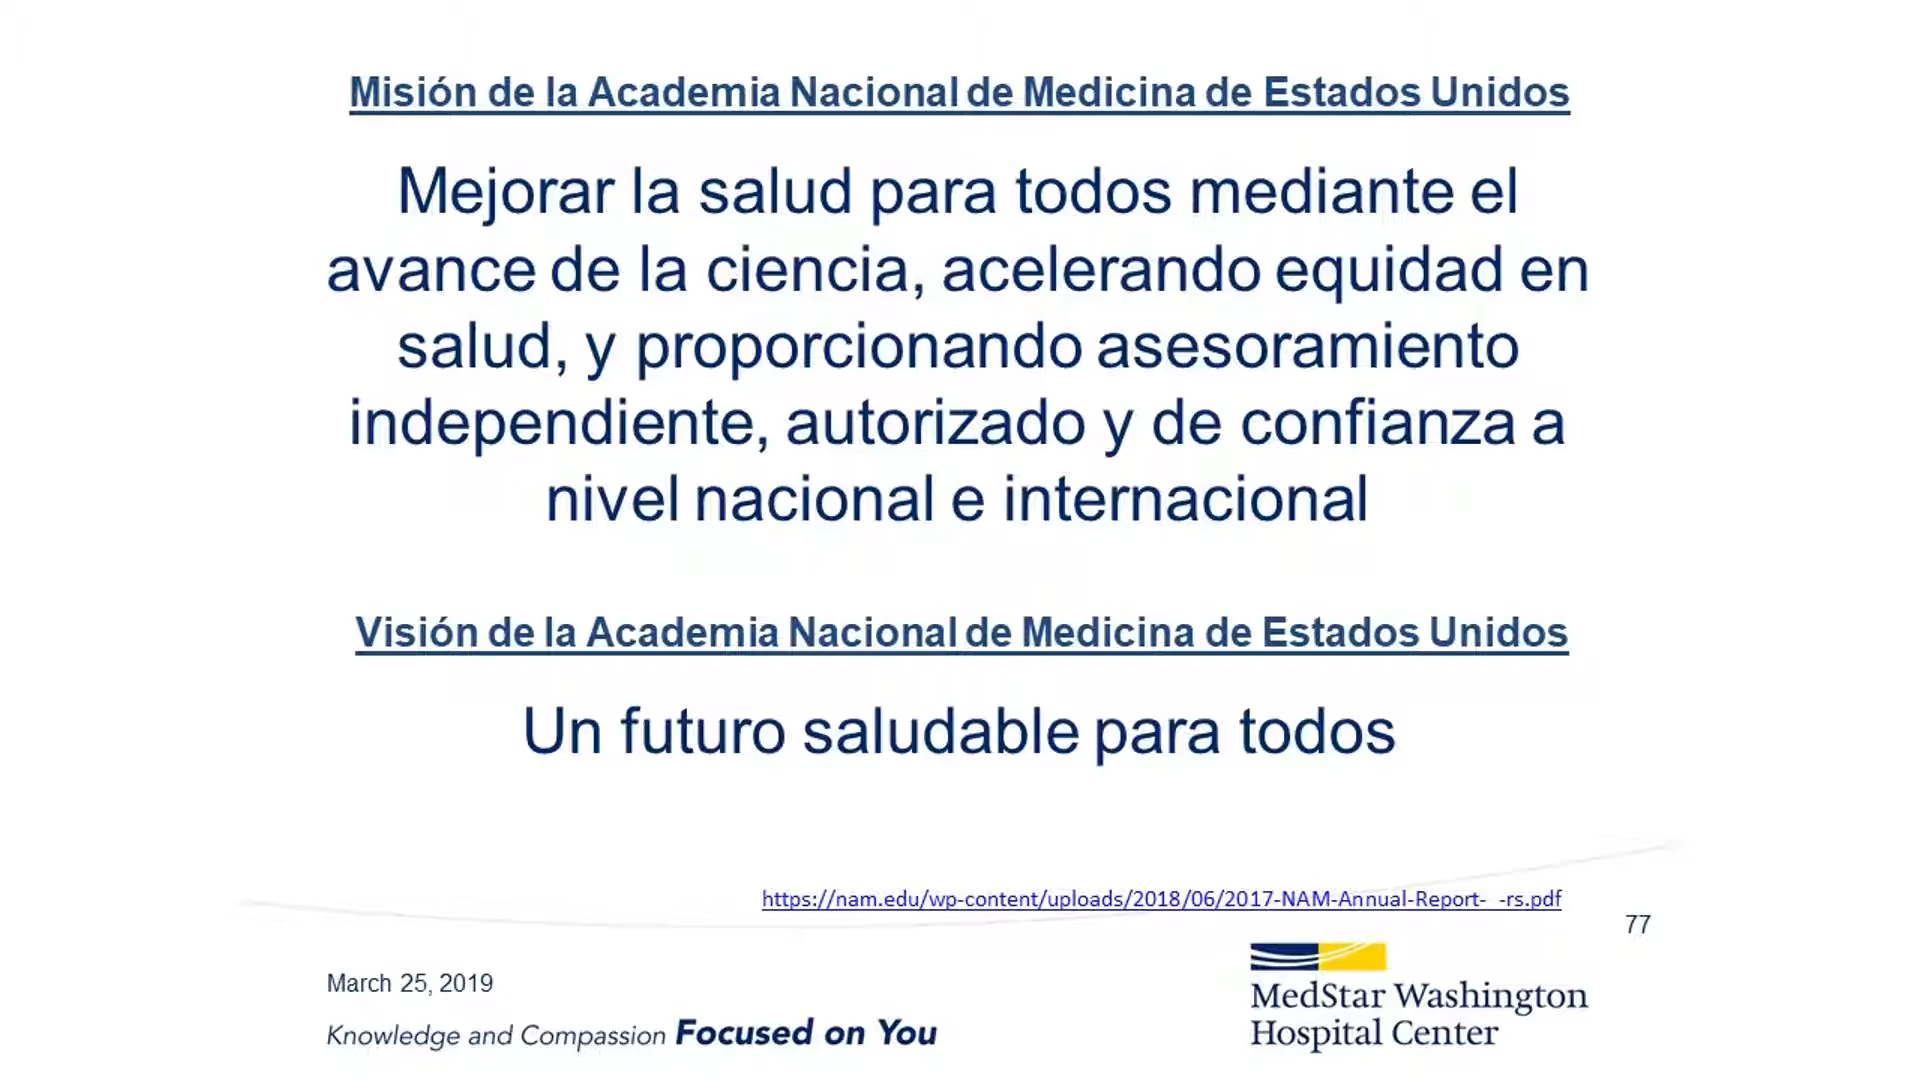 Misión de la Academia Nacional de Medicina de Estados Unidos
Mejorar la salud para todos mediante el
avance de la ciencia, acelerando equidad en
salud, y proporcionando asesoramiento
independiente, autorizado y de confianza a
nivel nacional e internacional
Visión de la Academia Nacional de Medicina de Estados Unidos
Un futuro saludable para todos
https://nam.edu/wp-content/uploads/2018/06/2017-NAM-Annual-Report-_-rs.pdf
77
March 25, 2019
Knowledge and Compassion Focused on You
MedStar Washington
Hospital Center